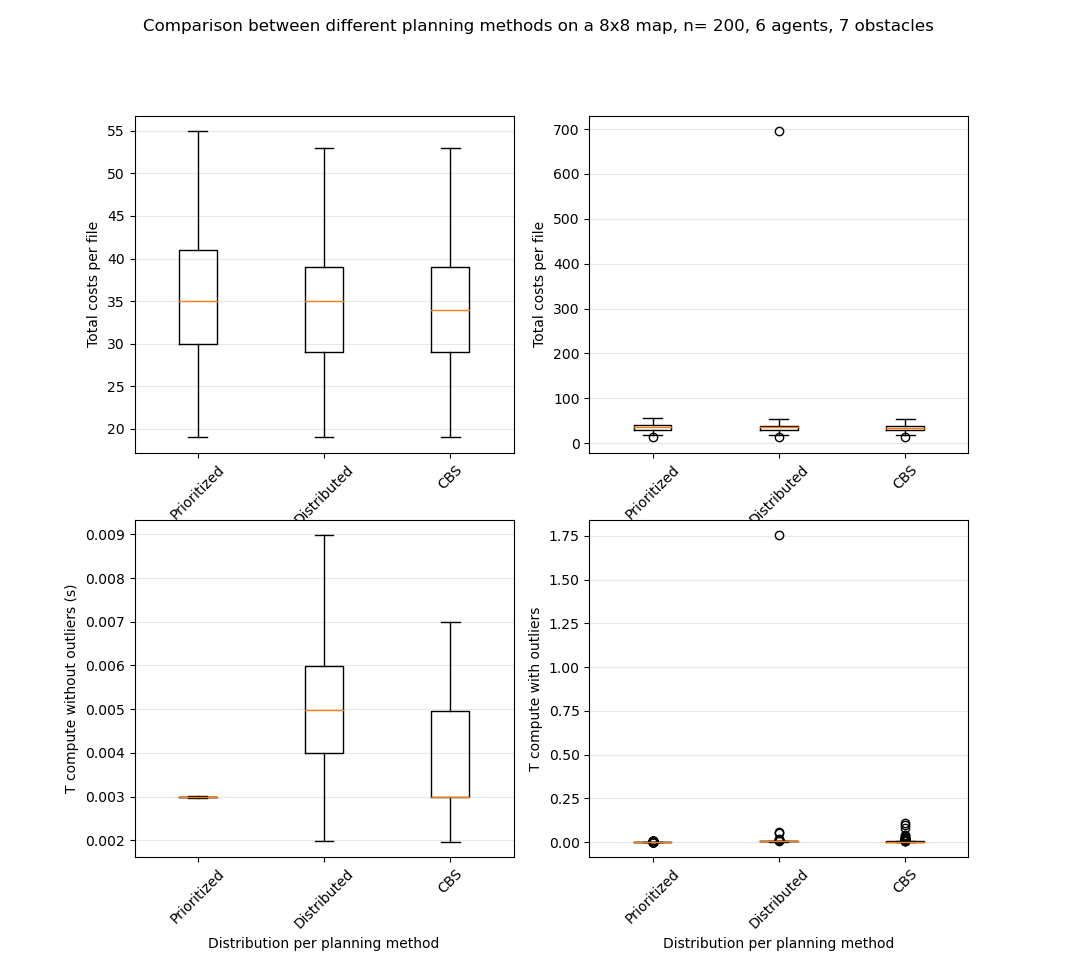 Comparison between different planning methods on a 8x8 map, n= 200, 6 agents, 7 obstacles
Total costs per file
55
50
45
40
35
30
25
20
Prioritized
Distributed
CBS
Total costs per file
700
600
500
400
300
200
100
0
Prioritized
Distributed
CBS
T compute without outliers (s)
0.009
0.008
0.007
0.006
0.005
0.004
0.003
0.002
Prioritized
Distributed
CBS
Distribution per planning method
T compute with outliers
1.75
1.50
1.25
1.00
0.75
0.50
0.25
0.00
Prioritized
Distributed
CBS
Distribution per planning method